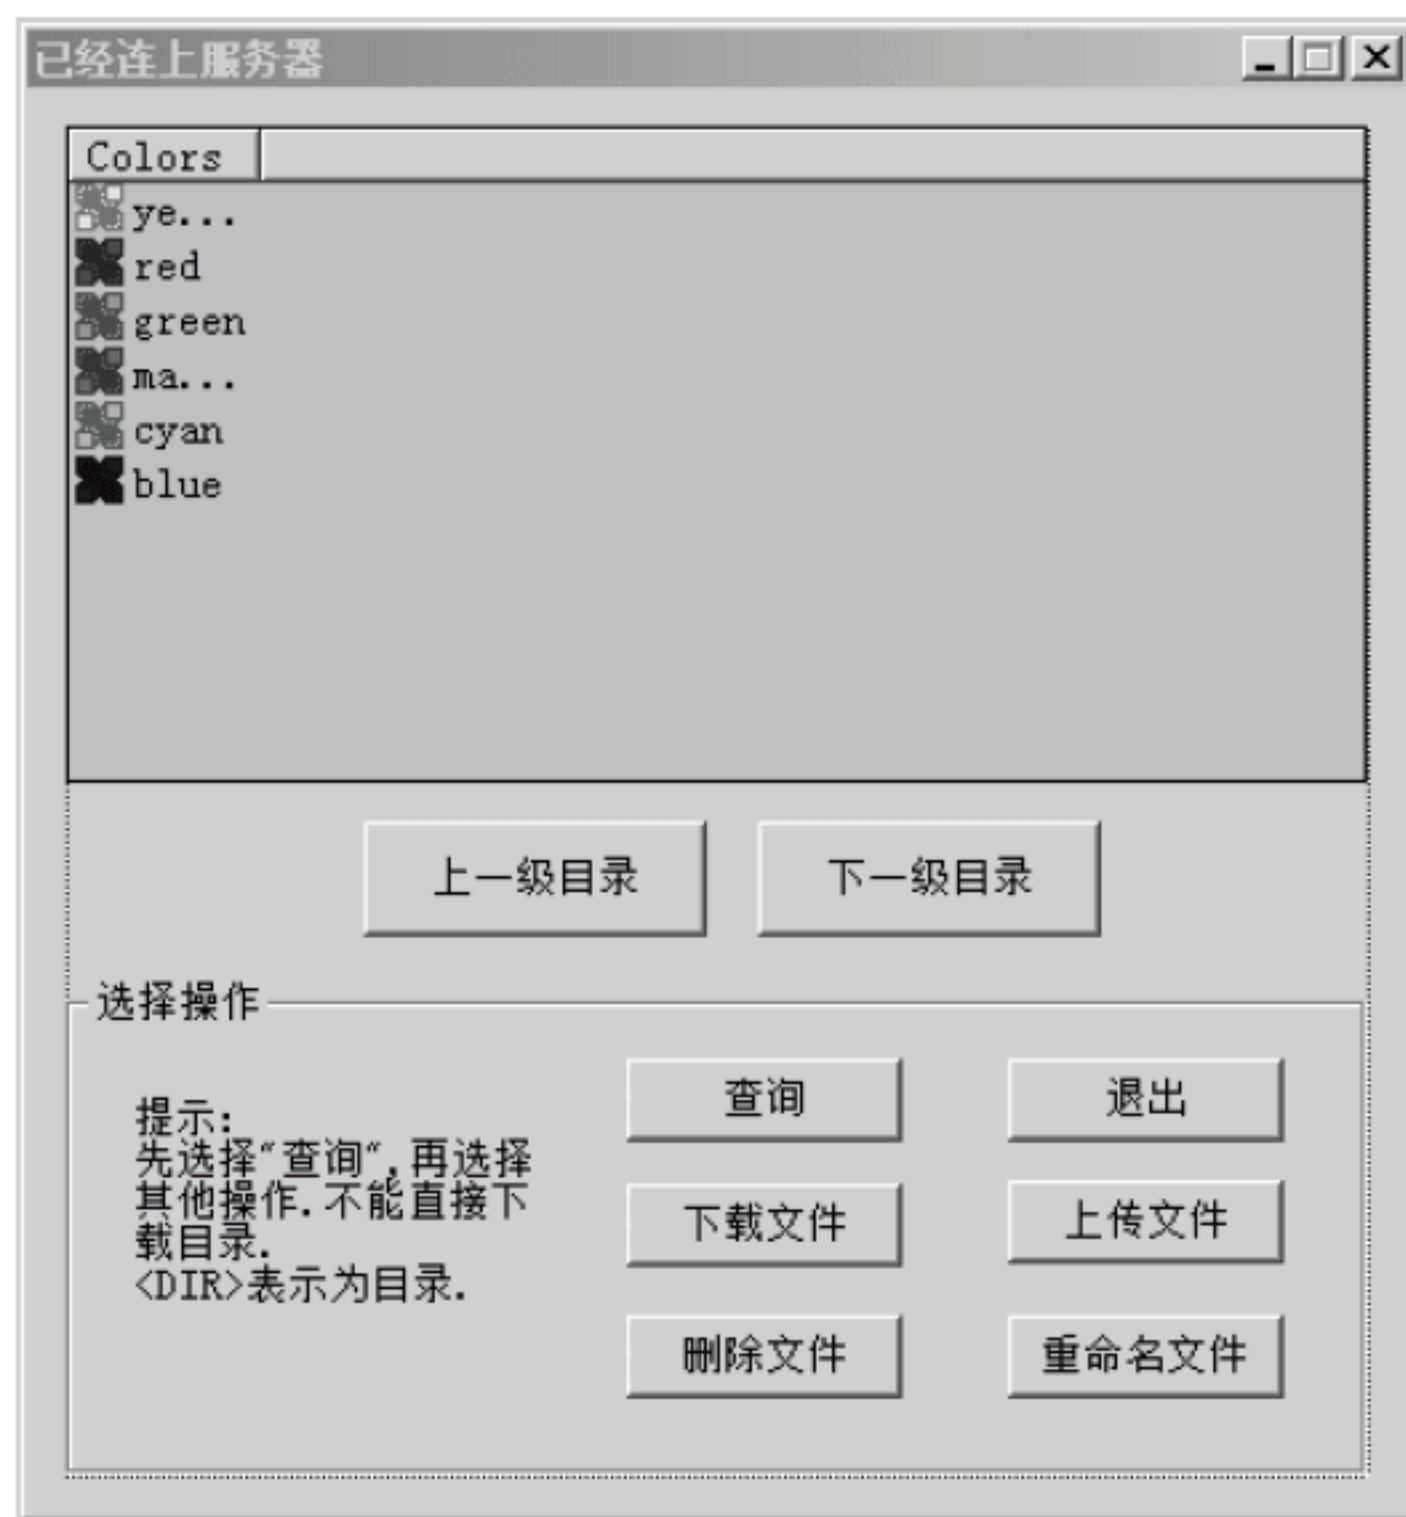 已经连上服务器
Colors
ye...
red
green
ma...
cyan
blue
上一级目录
下一级目录
选择操作
提示:
先选择"查询",再选择
其他操作.不能直接下
载目录.
<DIR>表示为目录.
查询
退出
下载文件
上传文件
删除文件
重命名文件